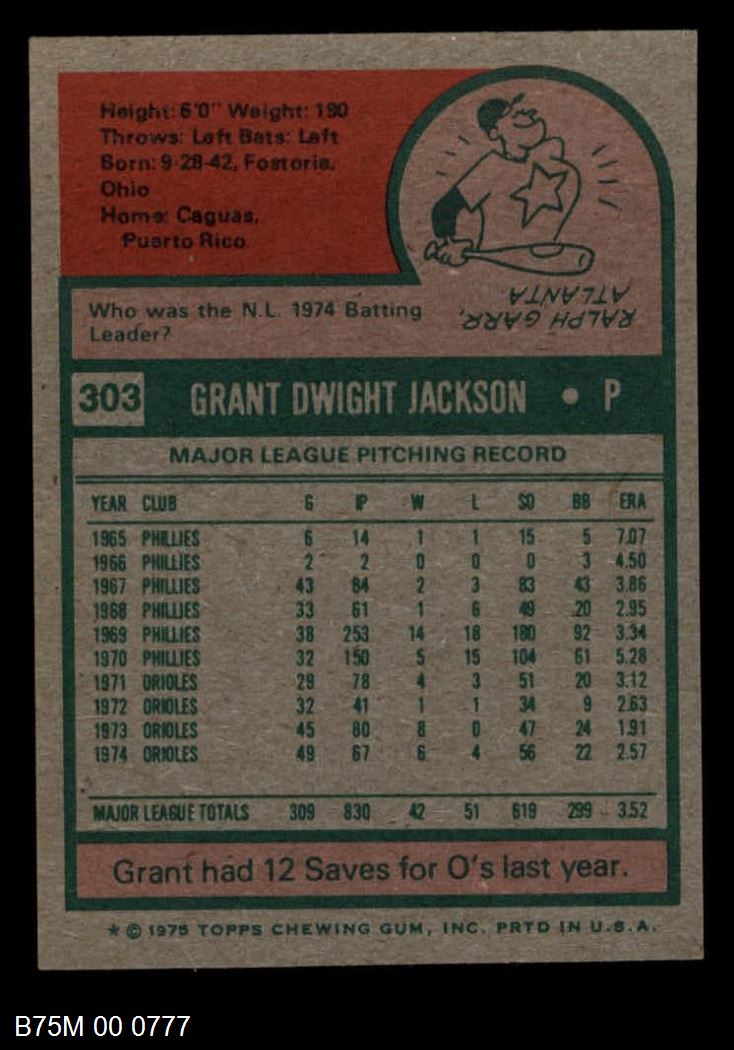 Height: 6'0" Weight: 190
Throws: Left Bats: Left
Born: 9-28-42, Fostoria,
Ohio
Home: Caguas,
Puerto Rico
Who was the N.L. 1974 Batting
Leader?
RALPH GARR,
ATLANTA
303 GRANT DWIGHT JACKSON • P
MAJOR LEAGUE PITCHING RECORD
YEAR CLUB G IP W L SO BB ERA
1965 PHILLIES 6 14 1 1 15 5 7.07
1966 PHILLIES 2 2 0 0 0 3 4.50
1967 PHILLIES 43 84 2 3 83 43 3.86
1968 PHILLIES 33 61 1 6 49 20 2.95
1969 PHILLIES 38 253 14 18 180 92 3.34
1970 PHILLIES 32 150 5 15 104 61 5.28
1971 ORIOLES 29 78 4 3 51 20 3.12
1972 ORIOLES 32 41 1 1 34 9 2.63
1973 ORIOLES 45 80 8 0 47 24 1.91
1974 ORIOLES 49 67 6 4 56 22 2.57
MAJOR LEAGUE TOTALS 309 830 42 51 619 299 3.52
Grant had 12 Saves for O's last year.
* © 1975 TOPPS CHEWING GUM, INC. PRTD IN U.S.A.
B75M 00 0777